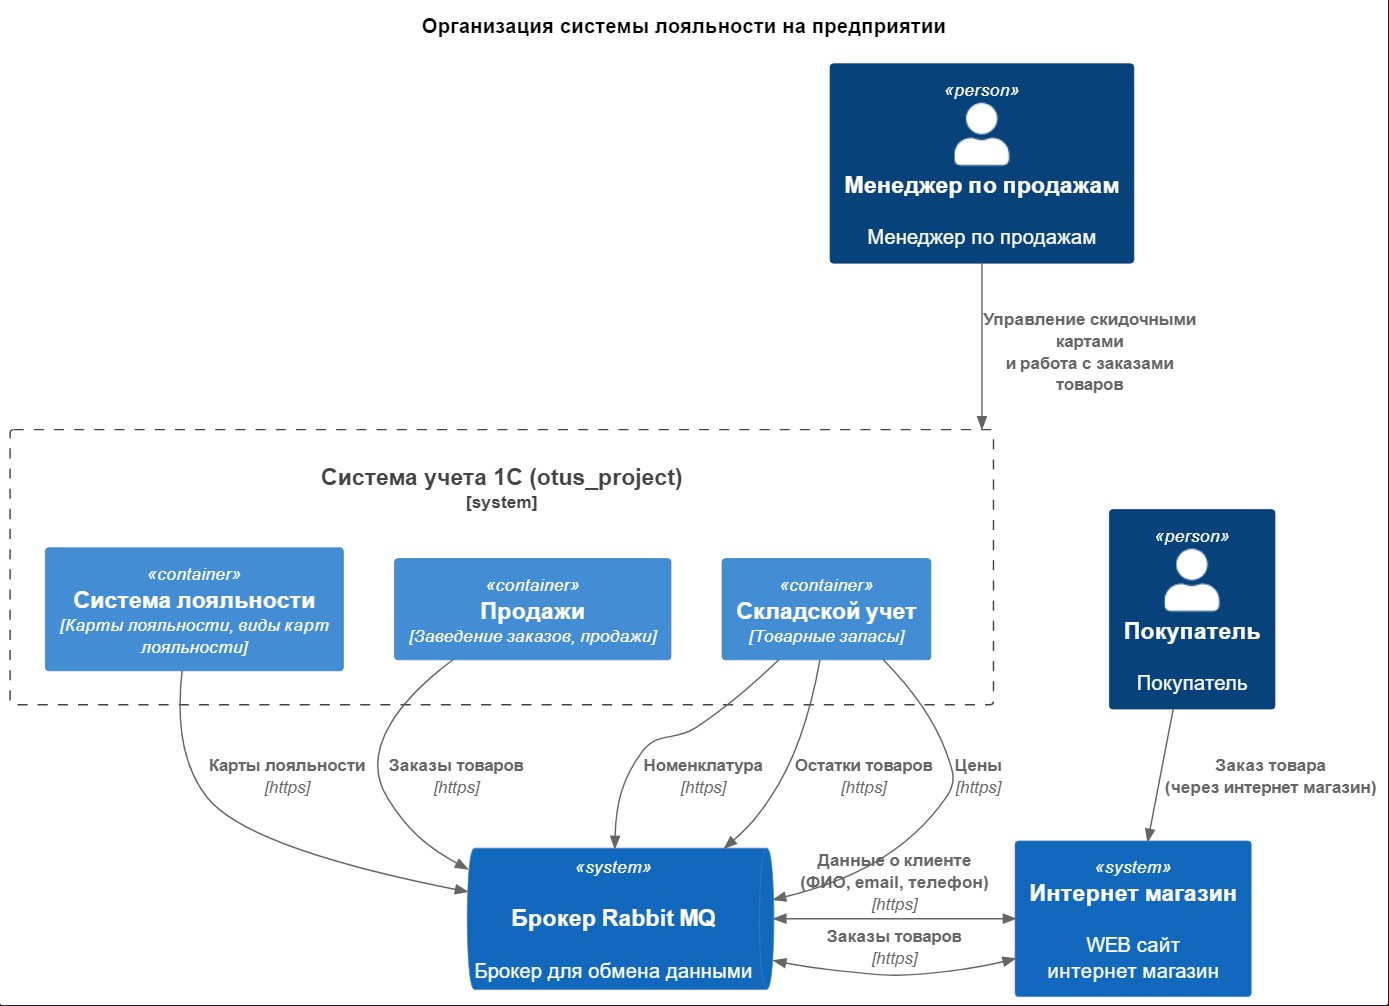 Организация системы лояльности на предприятии
«person»
Менеджер по продажам
Менеджер по продажам
Управление скидочными
картами
и работа с заказами
товаров
Система учета 1С (otus_project)
[system]
«container»
Система лояльности
[Карты лояльности, виды карт
лояльности]
«container»
Продажи
[Заведение заказов, продажи]
«container»
Складской учет
[Товарные запасы]
«person»
Покупатель
Покупатель
Карты лояльности
[https]
Заказы товаров
[https]
Номенклатура
[https]
Остатки товаров
[https]
Цены
[https]
Заказ товара
(через интернет магазин)
«system»
Брокер Rabbit MQ
Брокер для обмена данными
Данные о клиенте
(ФИО, email, телефон)
[https]
Заказы товаров
[https]
«system»
Интернет магазин
WEB сайт
интернет магазин